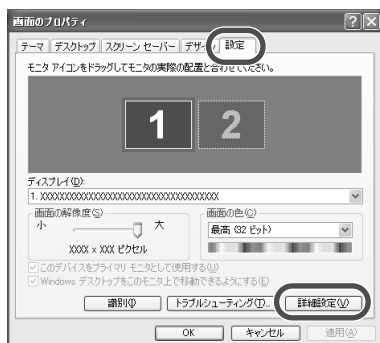 画面のプロパティ
テーマ デスクトップ スクリーン セーバー デザイン 設定
モニタ アイコンをドラッグしてモニタの実際の配置と合わせてください。
1 2
ディスプレイ(D):
1. XXXXXXXXXXXXXXXXXXXXXXXXXXXXXXXXXX
画面の解像度(S) 画面の色(C)
小 大 最高 (32 ビット)
XXXX × XXX ピクセル
このデバイスをプライマリ モニタとして使用する(U)
Windows デスクトップをこのモニタ上で移動できるようにする(E)
識別(I) トラブルシューティング(T)... 詳細設定(V)
OK キャンセル 適用(A)